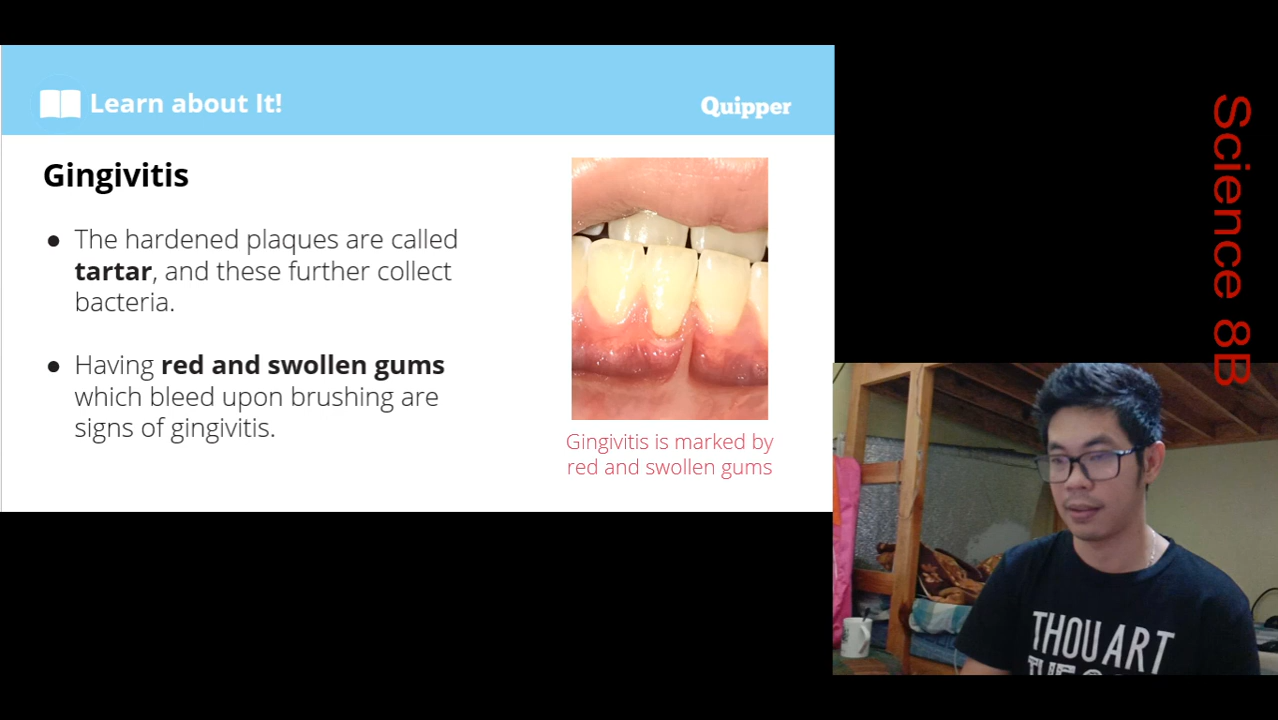 Learn about It!
Quipper
Gingivitis
● The hardened plaques are called
tartar, and these further collect
bacteria.
● Having red and swollen gums
which bleed upon brushing are
signs of gingivitis.
Gingivitis is marked by
red and swollen gums
Science 8B
THOU ART
THE